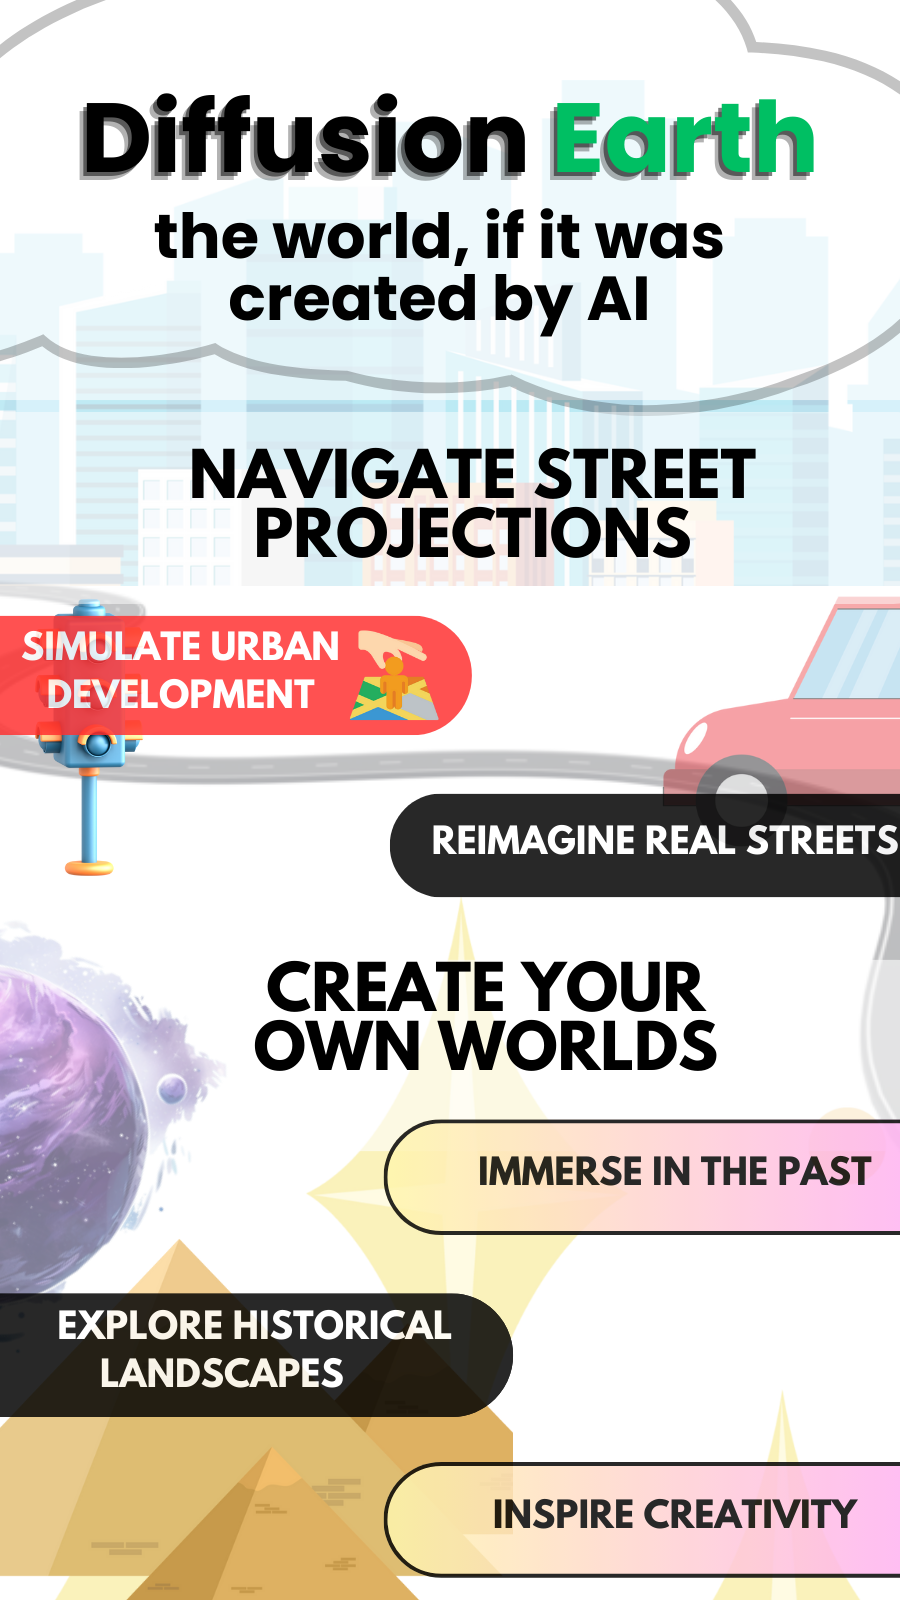 Diffusion Earth
the world, if it was
created by AI
NAVIGATE STREET
PROJECTIONS
SIMULATE URBAN
DEVELOPMENT
REIMAGINE REAL STREETS
CREATE YOUR
OWN WORLDS
IMMERSE IN THE PAST
EXPLORE HISTORICAL
LANDSCAPES
INSPIRE CREATIVITY